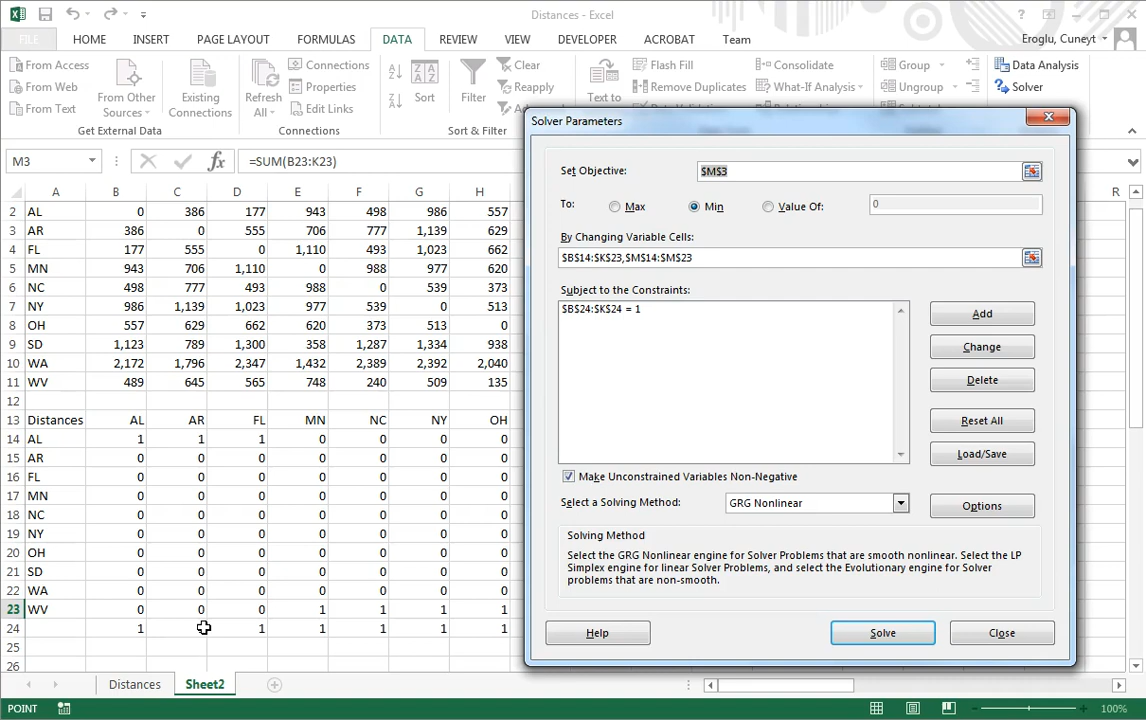 Distances - Excel
FILE HOME INSERT PAGE LAYOUT FORMULAS DATA REVIEW VIEW DEVELOPER ACROBAT Team Eroglu, Cuneyt
From Access
From Web
From Text
From Other Sources
Get External Data
Existing Connections
Refresh All
Connections
Properties
Edit Links
Connections
Sort
Filter
Clear
Reapply
Sort & Filter
Text to
Flash Fill
Remove Duplicates
Consolidate
What-If Analysis
Group
Ungroup
Data Analysis
Solver
M3 =SUM(B23:K23)
A B C D E F G H R
2 AL 0 386 177 943 498 986 557
3 AR 386 0 555 706 777 1,139 629
4 FL 177 555 0 1,110 493 1,023 662
5 MN 943 706 1,110 0 988 977 620
6 NC 498 777 493 988 0 539 373
7 NY 986 1,139 1,023 977 539 0 513
8 OH 557 629 662 620 373 513 0
9 SD 1,123 789 1,300 358 1,287 1,334 938
10 WA 2,172 1,796 2,347 1,432 2,389 2,392 2,040
11 WV 489 645 565 748 240 509 135
12
13 Distances AL AR FL MN NC NY OH
14 AL 1 1 1 0 0 0 0
15 AR 0 0 0 0 0 0 0
16 FL 0 0 0 0 0 0 0
17 MN 0 0 0 0 0 0 0
18 NC 0 0 0 0 0 0 0
19 NY 0 0 0 0 0 0 0
20 OH 0 0 0 0 0 0 0
21 SD 0 0 0 0 0 0 0
22 WA 0 0 0 0 0 0 0
23 WV 0 0 0 1 1 1 1
24 1 1 1 1 1 1
25
26
Solver Parameters
Set Objective: $M$3
To: Max Min Value Of: 0
By Changing Variable Cells:
$B$14:$K$23,$M$14:$M$23
Subject to the Constraints:
$B$24:$K$24 = 1
Add
Change
Delete
Reset All
Load/Save
Make Unconstrained Variables Non-Negative
Select a Solving Method: GRG Nonlinear Options
Solving Method
Select the GRG Nonlinear engine for Solver Problems that are smooth nonlinear. Select the LP
Simplex engine for linear Solver Problems, and select the Evolutionary engine for Solver
problems that are non-smooth.
Help Solve Close
Distances Sheet2
POINT 100%